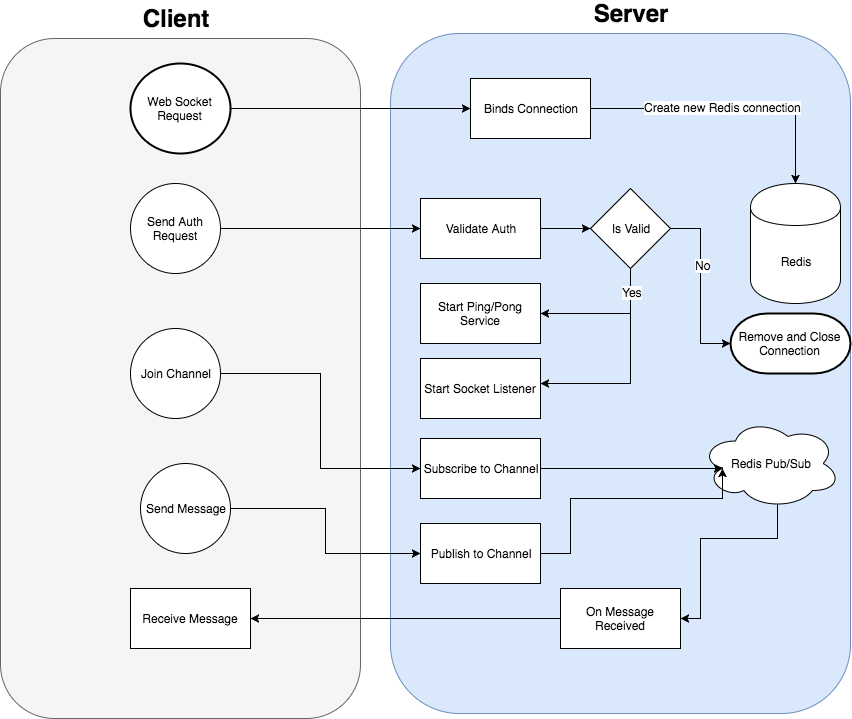 Client
Server
Web Socket
Request
Binds Connection
Create new Redis connection
Send Auth
Request
Validate Auth
Is Valid
Redis
No
Yes
Start Ping/Pong
Service
Remove and Close
Connection
Join Channel
Start Socket Listener
Subscribe to Channel
Redis Pub/Sub
Send Message
Publish to Channel
Receive Message
On Message
Received